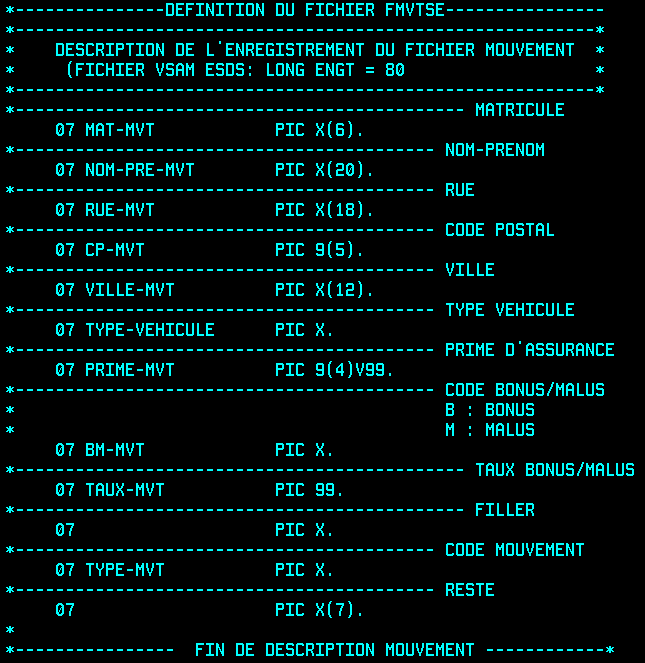 *---------------DEFINITION DU FICHIER FMVTSE----------------
*----------------------------------------------------------*
*    DESCRIPTION DE L'ENREGISTREMENT DU FICHIER MOUVEMENT  *
*     (FICHIER VSAM ESDS: LONG ENGT = 80                   *
*----------------------------------------------------------*
*--------------------------------------------- MATRICULE
     07 MAT-MVT            PIC X(6).
*------------------------------------------ NOM-PRENOM
     07 NOM-PRE-MVT        PIC X(20).
*------------------------------------------ RUE
     07 RUE-MVT            PIC X(18).
*------------------------------------------ CODE POSTAL
     07 CP-MVT             PIC 9(5).
*------------------------------------------ VILLE
     07 VILLE-MVT          PIC X(12).
*------------------------------------------ TYPE VEHICULE
     07 TYPE-VEHICULE      PIC X.
*------------------------------------------ PRIME D'ASSURANCE
     07 PRIME-MVT          PIC 9(4)V99.
*------------------------------------------ CODE BONUS/MALUS
*                                           B : BONUS
*                                           M : MALUS
     07 BM-MVT             PIC X.
*--------------------------------------------- TAUX BONUS/MALUS
     07 TAUX-MVT           PIC 99.
*--------------------------------------------- FILLER
     07                    PIC X.
*------------------------------------------ CODE MOUVEMENT
     07 TYPE-MVT           PIC X.
*------------------------------------------ RESTE
     07                    PIC X(7).
*
*----------------  FIN DE DESCRIPTION MOUVEMENT ------------*